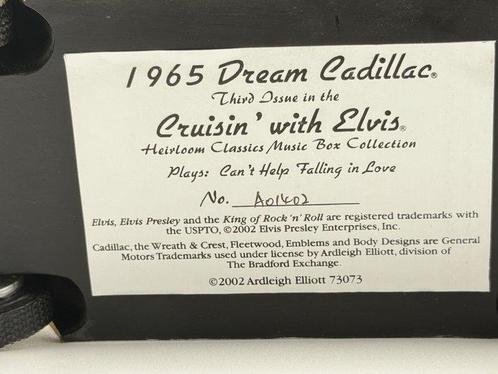 1965 Dream Cadillac®
Third Issue in the
Cruisin' with Elvis®
Heirloom Classics Music Box Collection
Plays: Can't Help Falling in Love
No. A01402
Elvis, Elvis Presley and the King of Rock 'n' Roll are registered trademarks with
the USPTO, ©2002 Elvis Presley Enterprises, Inc.
Cadillac, the Wreath & Crest, Fleetwood, Emblems and Body Designs are General
Motors Trademarks used under license by Ardleigh Elliott, division of
The Bradford Exchange.
©2002 Ardleigh Elliott 73073